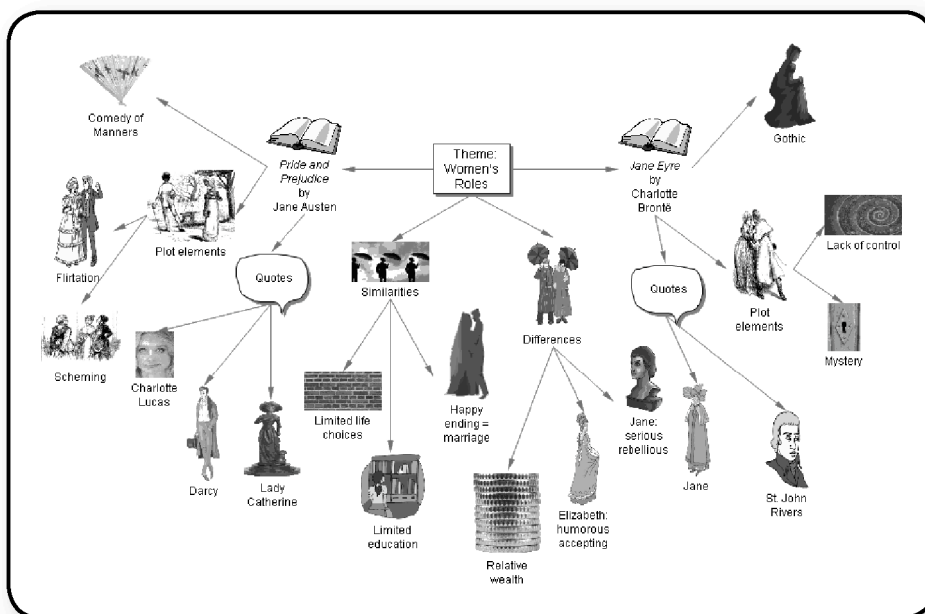 Comedy of
Manners
Pride and
Prejudice
by
Jane Austen
Theme:
Women's
Roles
Jane Eyre
by
Charlotte
Brontë
Gothic
Flirtation
Plot elements
Quotes
Similarities
Differences
Quotes
Plot
elements
Lack of control
Mystery
Scheming
Charlotte
Lucas
Darcy
Lady
Catherine
Limited life
choices
Limited
education
Happy
ending =
marriage
Relative
wealth
Elizabeth:
humorous
accepting
Jane:
serious
rebellious
Jane
St. John
Rivers